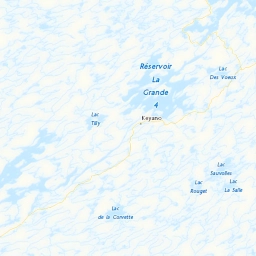 Réservoir
La
Grande
4
Lac
Des Voeux
Lac
Tilly
Keyano
Lac
Sauvolles
Lac
Rouget
Lac
La Salle
Lac
de la Corvette